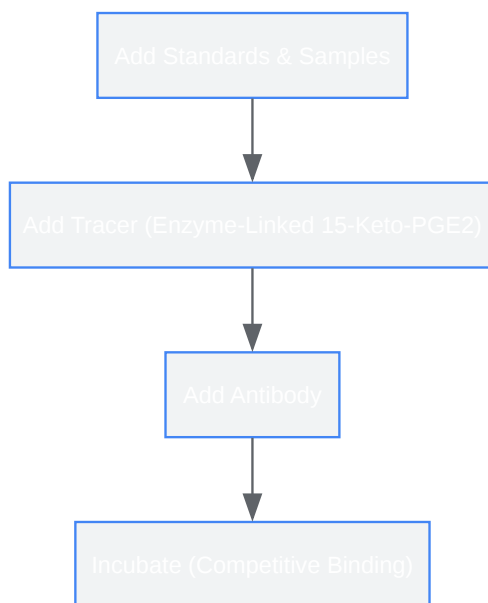 Add Standards & Samples
Add Tracer (Enzyme-Linked 15-Keto-PGE2)
Add Antibody
Incubate (Competitive Binding)